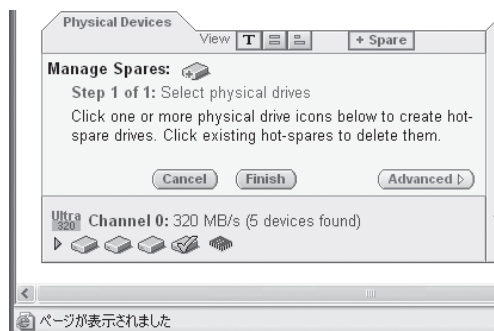 Physical Devices
View T + Spare
Manage Spares:
Step 1 of 1: Select physical drives
Click one or more physical drive icons below to create hot-
spare drives. Click existing hot-spares to delete them.
Cancel Finish Advanced
Ultra 320 Channel 0: 320 MB/s (5 devices found)
ページが表示されました